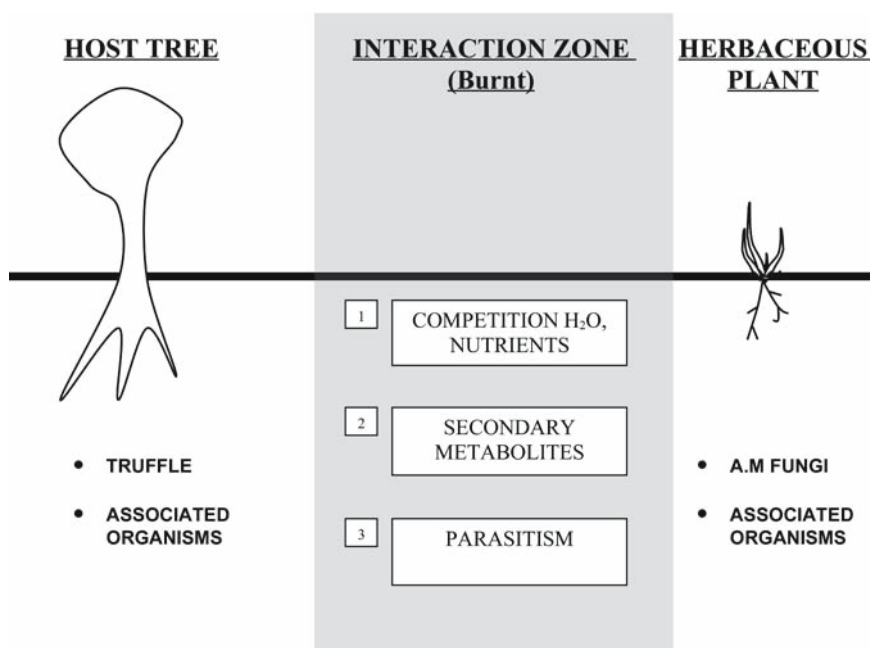 HOST TREE
INTERACTION ZONE
(Burnt)
HERBACEOUS
PLANT
1
COMPETITION H₂O,
NUTRIENTS
2
SECONDARY
METABOLITES
3
PARASITISM
• TRUFFLE
• ASSOCIATED
ORGANISMS
• A.M FUNGI
• ASSOCIATED
ORGANISMS